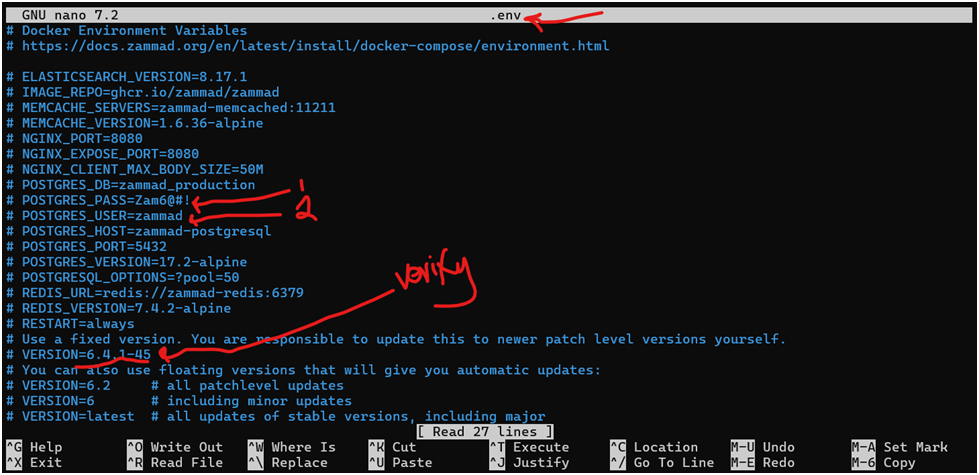 GNU nano 7.2 .env
# Docker Environment Variables
# https://docs.zammad.org/en/latest/install/docker-compose/environment.html
# ELASTICSEARCH_VERSION=8.17.1
# IMAGE_REPO=ghcr.io/zammad/zammad
# MEMCACHE_SERVERS=zammad-memcached:11211
# MEMCACHE_VERSION=1.6.36-alpine
# NGINX_PORT=8080
# NGINX_EXPOSE_PORT=8080
# NGINX_CLIENT_MAX_BODY_SIZE=50M
# POSTGRES_DB=zammad_production
1
# POSTGRES_PASS=Zam6@#!
2
# POSTGRES_USER=zammad
# POSTGRES_HOST=zammad-postgresql
# POSTGRES_PORT=5432
# POSTGRES_VERSION=17.2-alpine
# POSTGRESQL_OPTIONS=?pool=50
verify
# REDIS_URL=redis://zammad-redis:6379
# REDIS_VERSION=7.4.2-alpine
# RESTART=always
# Use a fixed version. You are responsible to update this to newer patch level versions yourself.
# VERSION=6.4.1-45
# You can also use floating versions that will give you automatic updates:
# VERSION=6.2 # all patchlevel updates
# VERSION=6 # including minor updates
# VERSION=latest # all updates of stable versions, including major
[ Read 27 lines ]
^G Help ^O Write Out ^W Where Is ^K Cut ^T Execute ^C Location M-U Undo M-A Set Mark
^X Exit ^R Read File ^\ Replace ^U Paste ^J Justify ^/ Go To Line M-E Redo M-6 Copy